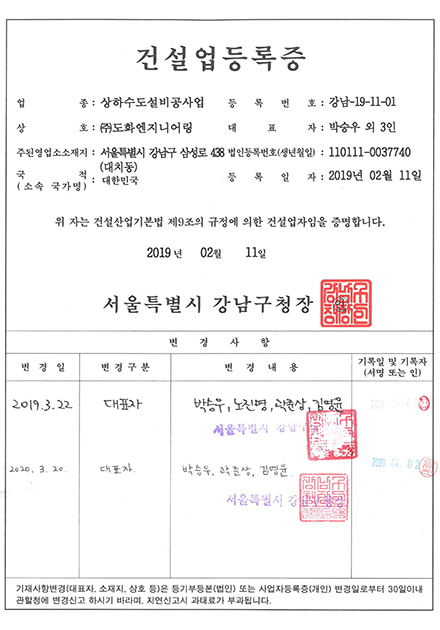 건설업등록증
업 종 : 상하수도설비공사업 등 록 번 호 : 강남-19-11-01
상 호 : ㈜도화엔지니어링 대 표 자 : 박승우 외 3인
주된영업소소재지 : 서울특별시 강남구 삼성로 438 법인등록번호(생년월일) : 110111-0037740
(대치동)
국 적 : 대한민국 등 록 일 자 : 2019년 02월 11일
(소속 국가명)
위 자는 건설산업기본법 제9조의 규정에 의한 건설업자임을 증명합니다.
2019년 02월 11일
서울특별시 강남구청장
변 경 사 항
변 경 일 변 경 구 분 변 경 내 용 기록일 및 기록자
(서명 또는 인)
2019.3.22 대표자 박승우, 노진명, 곽준상, 김영윤
서울특별시 강남구
2020. 3. 20. 대표자 박승우, 곽준상, 김영윤 2020. 04. 02
서울특별시 강남
기재사항변경(대표자, 소재지, 상호 등)은 등기부등본(법인) 또는 사업자등록증(개인) 변경일로부터 30일이내
관할청에 변경신고 하시기 바라며, 지연신고시 과태료가 부과됩니다.